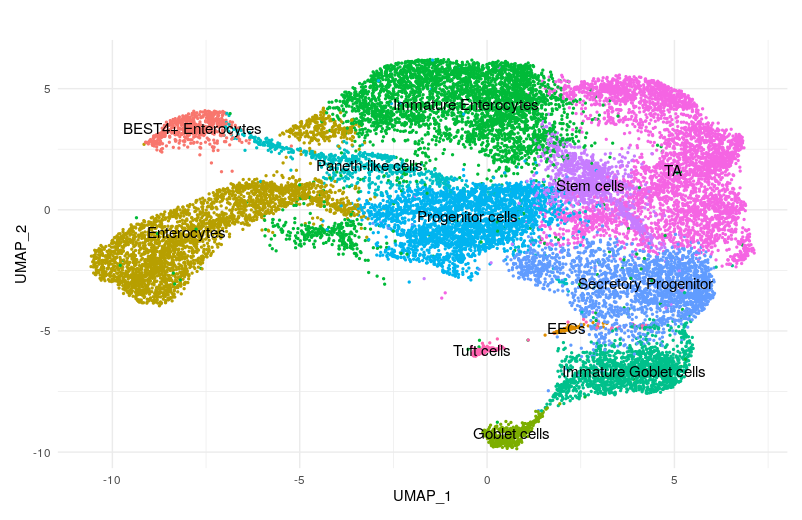 UMAP_2
5
0
-5
-10
Immature Enterocytes
BEST4+ Enterocytes
Paneth-like cells
TA
Stem cells
Progenitor cells
Enterocytes
Secretory Progenitor
EECs
Tuft cells
Immature Goblet cells
Goblet cells
-10
-5
0
5
UMAP_1